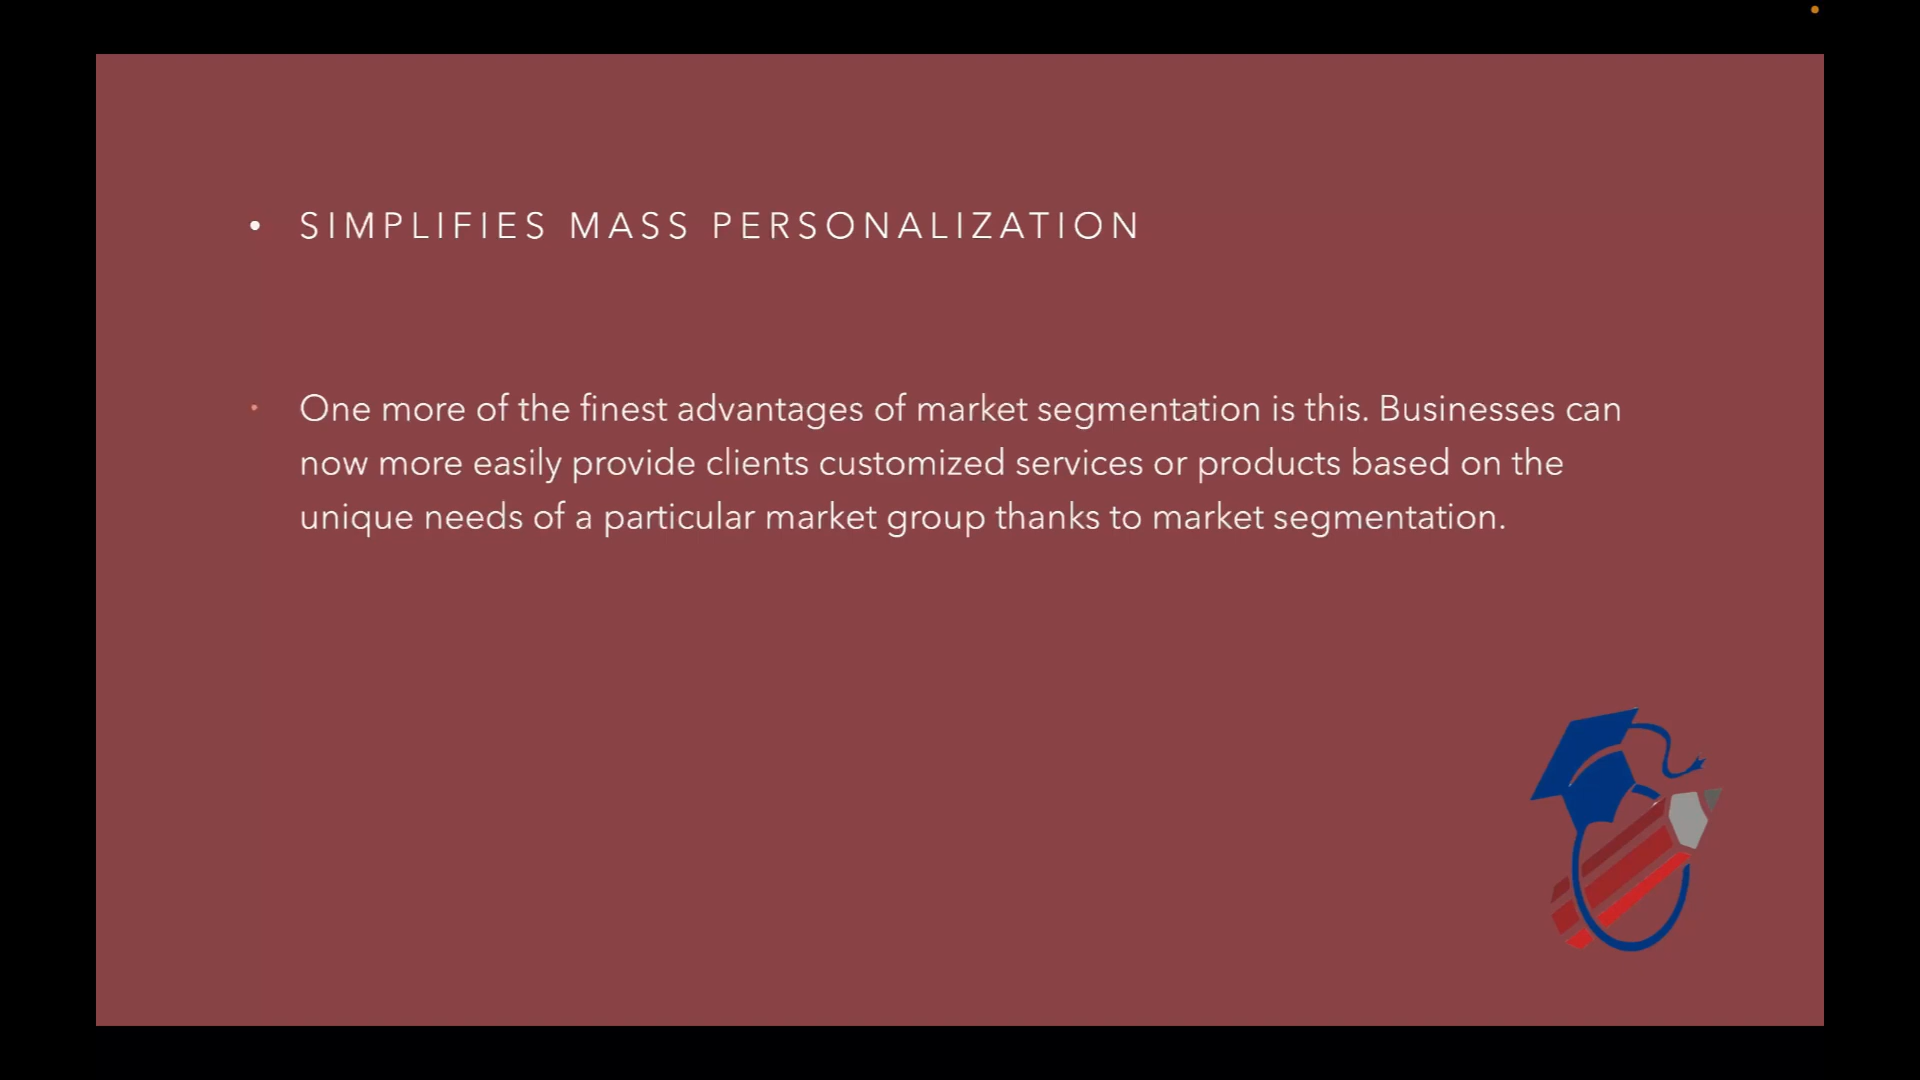 • SIMPLIFIES MASS PERSONALIZATION
• One more of the finest advantages of market segmentation is this. Businesses can
now more easily provide clients customized services or products based on the
unique needs of a particular market group thanks to market segmentation.